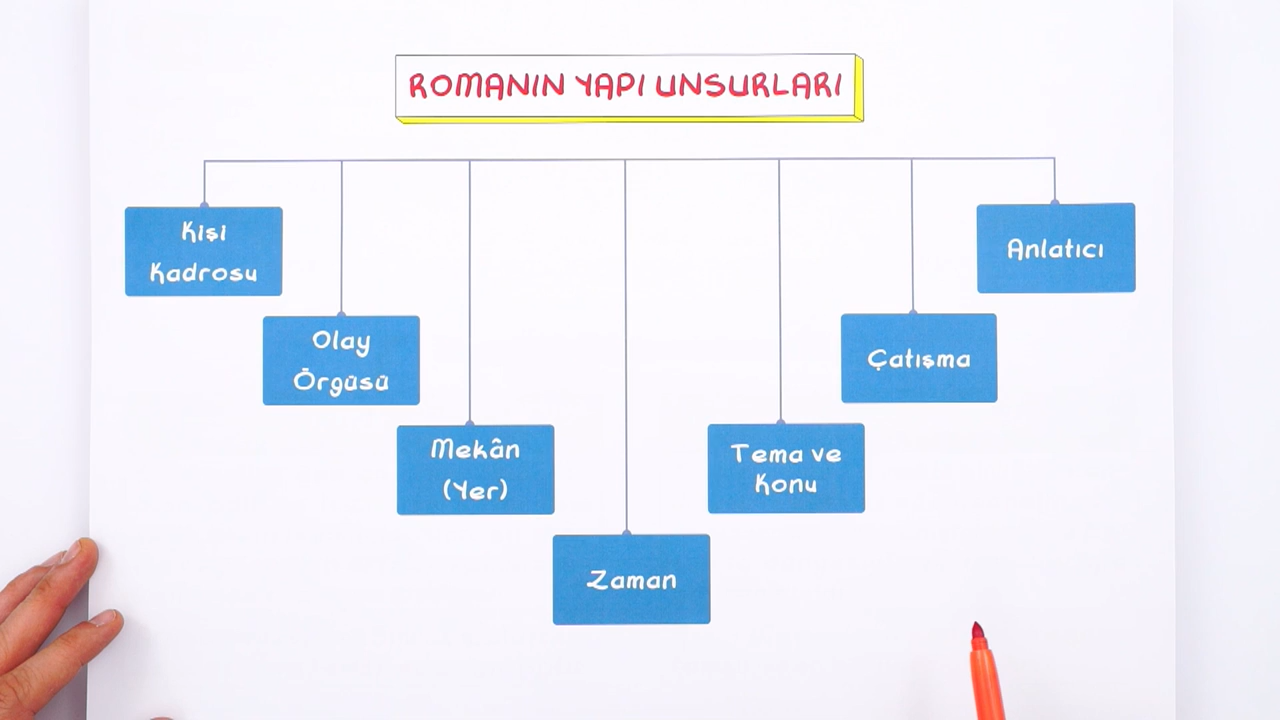 ROMANIN YAPI UNSURLARI
Kişi
Kadrosu
Olay
Örgüsü
Mekân
(Yer)
Zaman
Tema ve
Konu
Çatışma
Anlatıcı